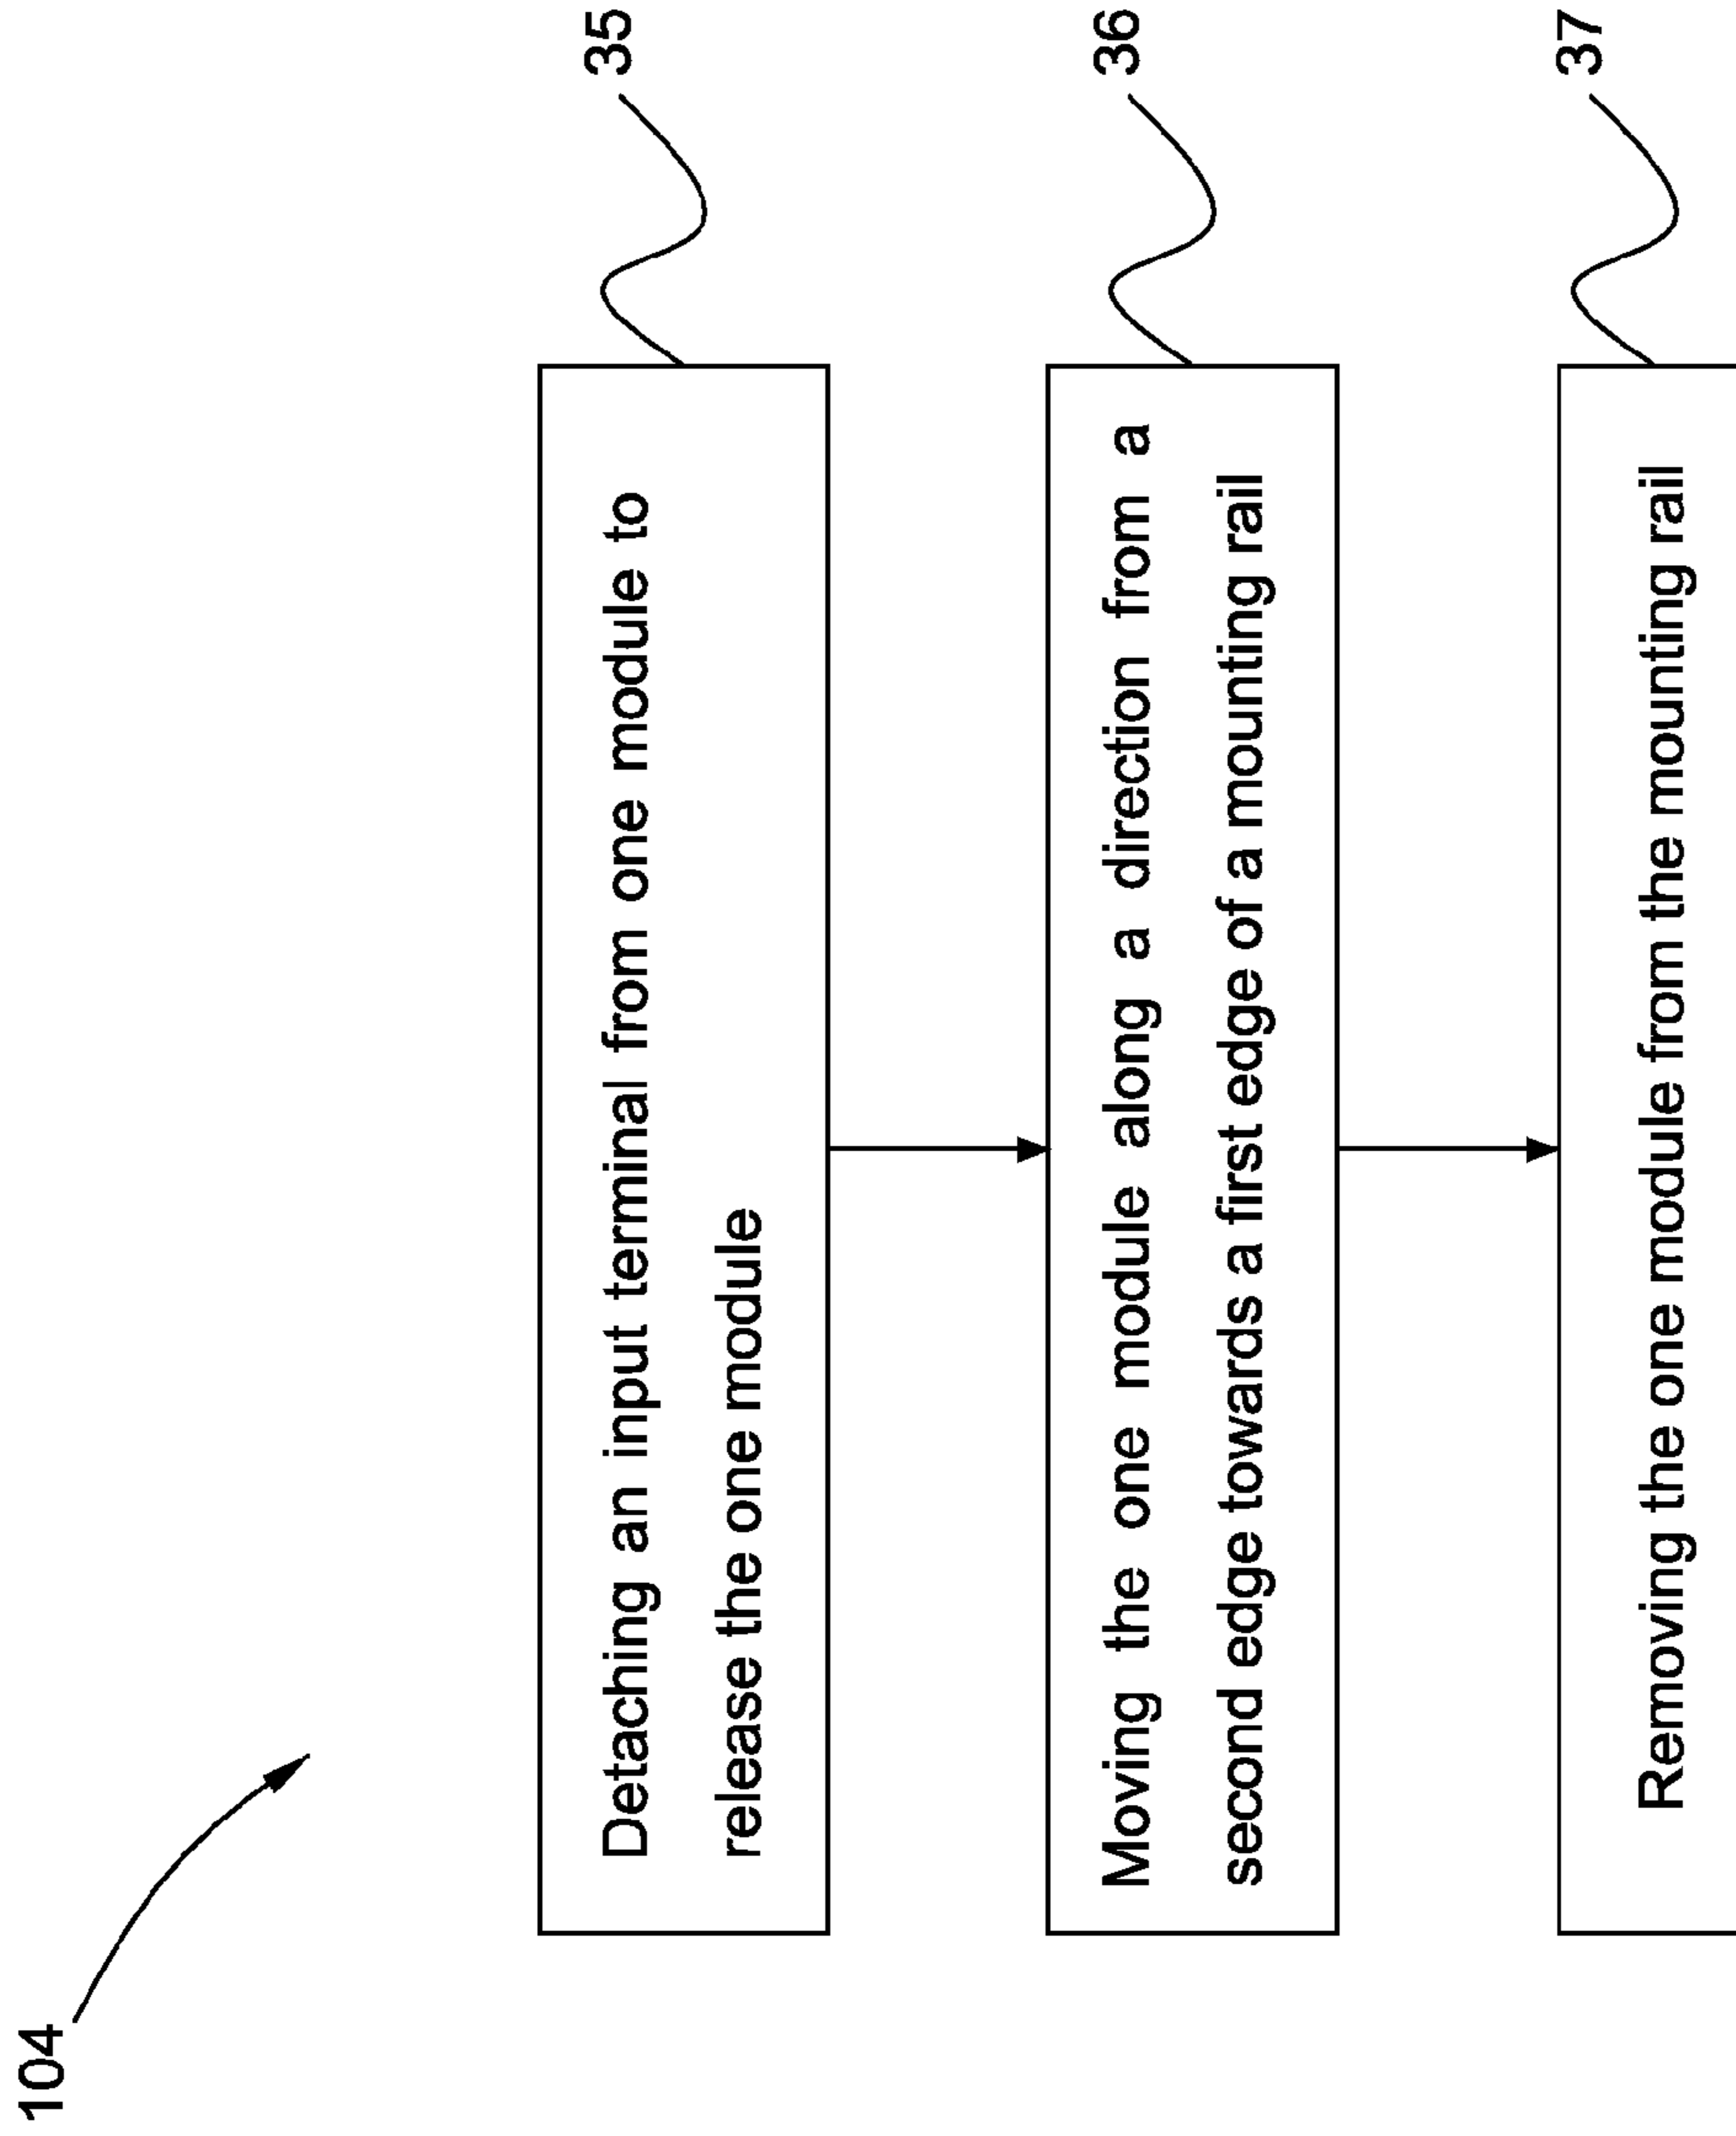 104
Detaching an input terminal from one module to
release the one module
35
Moving the one module along a direction from a
second edge towards a first edge of a mounting rail
36
Removing the one module from the mounting rail
37